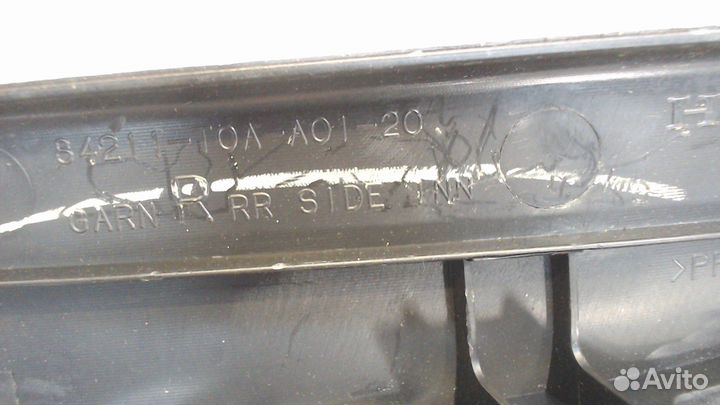 84211-T0A A01 20
GARN R RR SIDE INN
>PP
Avito